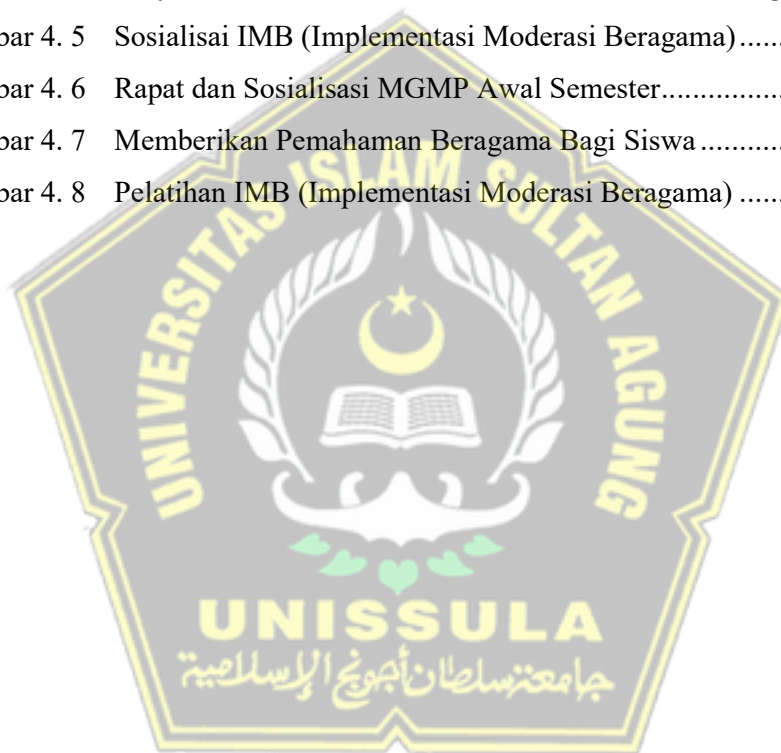 bar 4. 5 Sosialisai IMB (Implementasi Moderasi Beragama)......
bar 4. 6 Rapat dan Sosialisasi MGMP Awal Semester................
bar 4. 7 Memberikan Pemahaman Beragama Bagi Siswa...........
bar 4. 8 Pelatihan IMB (Implementasi Moderasi Beragama) ......
UNIVERSITAS ISLAM SULTAN AGUNG
UNISSULA
جامعة سلطان أجونج الإسلامية